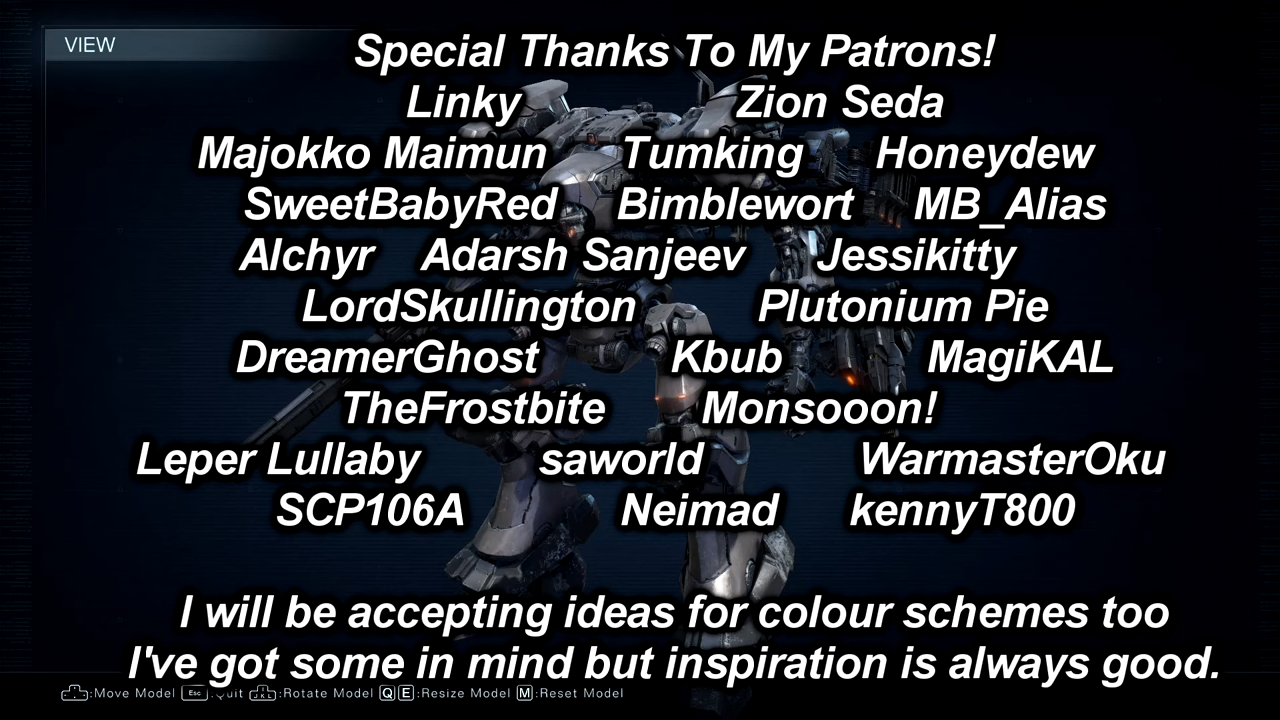 VIEW
Special Thanks To My Patrons!
Linky Zion Seda
Majokko Maimun Tumking Honeydew
SweetBabyRed Bimblewort MB_Alias
Alchyr Adarsh Sanjeev Jessikitty
LordSkullington Plutonium Pie
DreamerGhost Kbub MagiKAL
TheFrostbite Monsooon!
Leper Lullaby saworld WarmasterOku
SCP106A Neimad kennyT800
I will be accepting ideas for colour schemes too
I've got some in mind but inspiration is always good.
:Move Model Esc:Quit JKL:Rotate Model Q E:Resize Model M:Reset Model